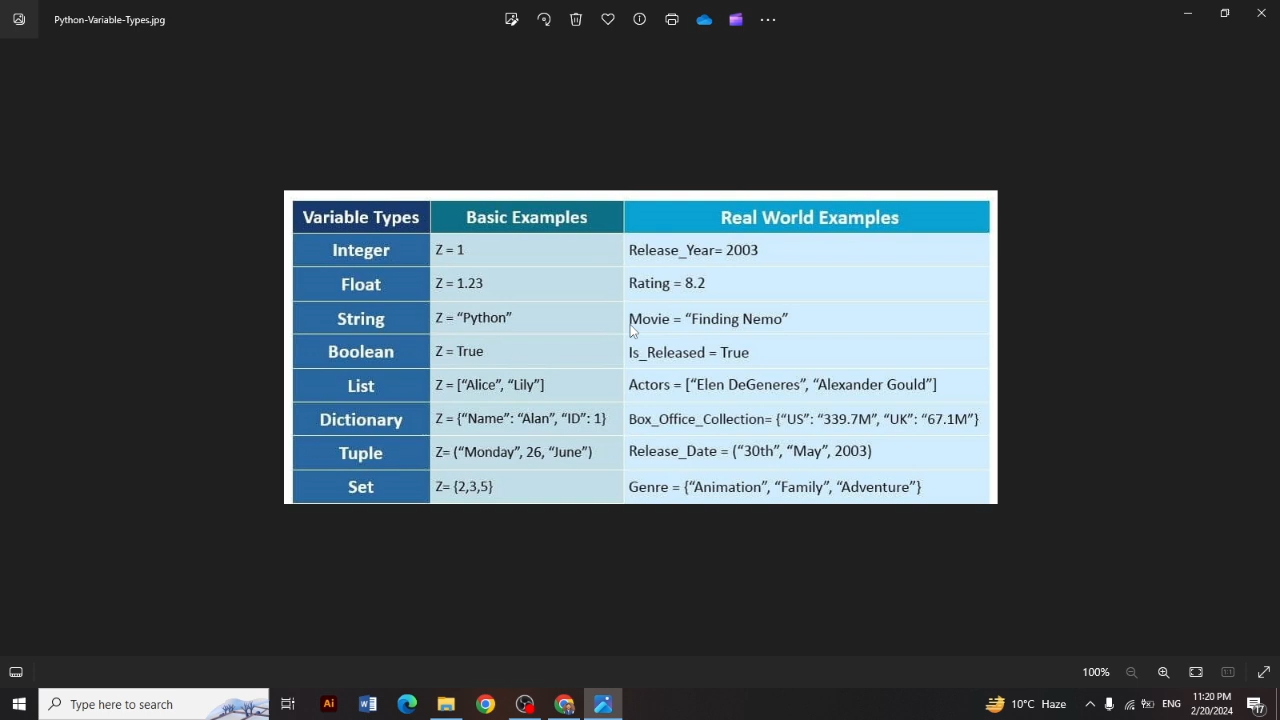 Python-Variable-Types.jpg
Variable Types Basic Examples Real World Examples
Integer Z = 1 Release_Year= 2003
Float Z = 1.23 Rating = 8.2
String Z = “Python” Movie = “Finding Nemo”
Boolean Z = True Is_Released = True
List Z = [“Alice”, “Lily”] Actors = [“Elen DeGeneres”, “Alexander Gould”]
Dictionary Z = {“Name”: “Alan”, “ID”: 1} Box_Office_Collection= {“US”: “339.7M”, “UK”: “67.1M”}
Tuple Z= (“Monday”, 26, “June”) Release_Date = (“30th”, “May”, 2003)
Set Z= {2,3,5} Genre = {“Animation”, “Family”, “Adventure”}
100%
Type here to search Ai W 10°C Haze ENG 11:20 PM
2/20/2024 17